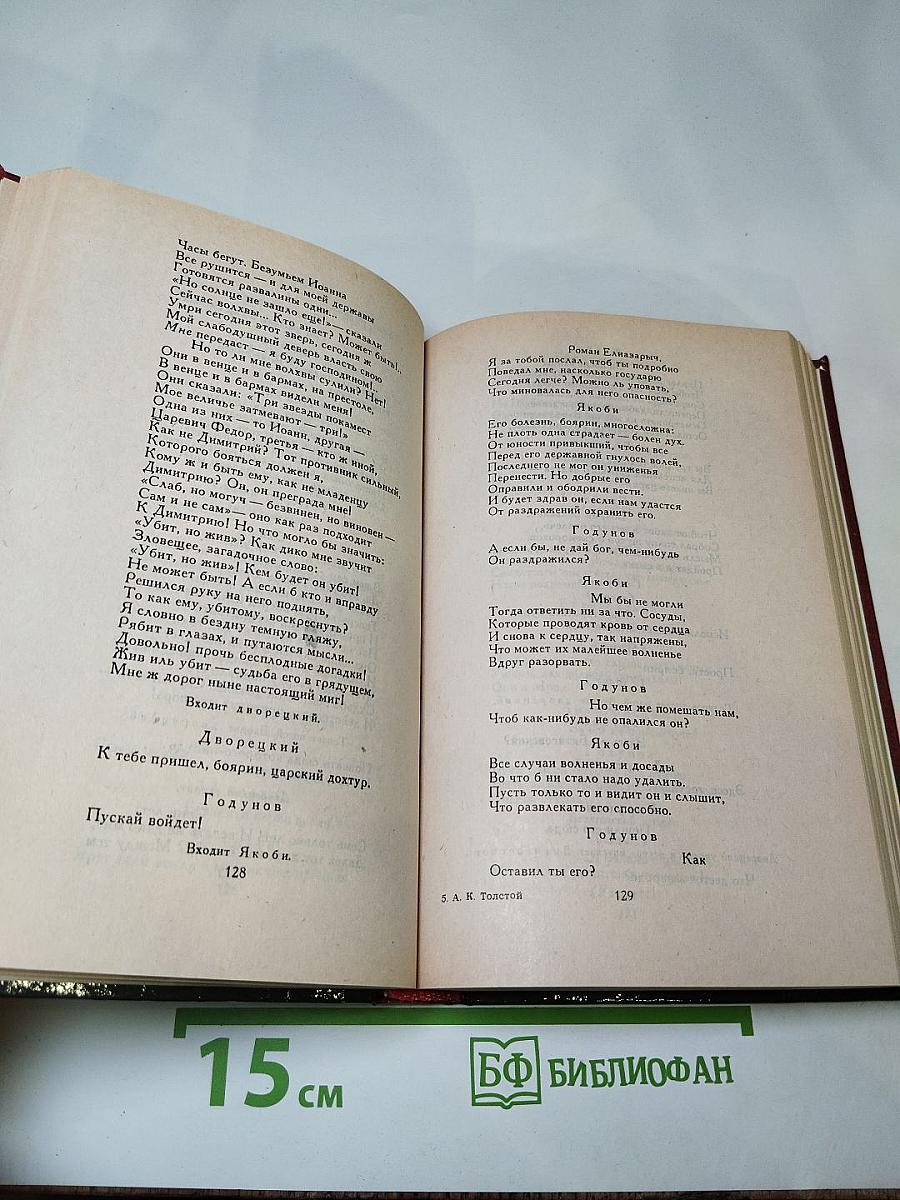 Часы бегут. Безумьем Иоанна
Все рушится — и для моей державы
Готовятся развалины одни...
«Но солнце не зашло еще!»— сказали
Сейчас волхвы... Кто знает? Может быть!..
Умри сегодня этот зверь, сегодня ж
Мой слабодушный деверь власть свою
Мне передаст — я буду господином!..
Но то ли мне волхвы сулили? Нет!
Они в венце и в бармах, на престоле,
В венце и в бармах видели меня!
Они сказали: «Три звезды покамест
Мое величье затмевают — три!»
Одна из них — то Иоанн, другая —
Царевич Федор, третья — кто ж иной,
Как не Димитрий? Тот противник сильный,
Которого бояться должен я,
Кому ж и быть ему, как не младенцу
Димитрию? Он, он преграда мне!
«Слаб, но могуч — безвинен, но виновен —
Сам и не сам»— оно как раз подходит
К Димитрию! Но что могло бы значить:
«Убит, но жив»? Как дико мне звучит
Зловещее, загадочное слово:
«Убит, но жив»! Кем будет он убит!
Не может быть! А если б кто и вправду
Решился руку на него поднять,
То как ему, убитому, воскреснуть?
Я словно в бездну темную гляжу,
Рябит в глазах, и путаются мысли...
Довольно! прочь бесплодные догадки!
Жив иль убит — судьба его в грядущем,
Мне ж дорог ныне настоящий миг!
Входит дворецкий.
Дворецкий
К тебе пришел, боярин, царский дохтур.
Годунов
Пускай войдет!
Входит Якоби.
128
Роман Елиазарыч,
Я за тобой послал, чтоб ты подробно
Поведал мне, насколько государю
Сегодня легче? Можно ль уповать,
Что миновалась для него опасность?
Якоби
Его болезнь, боярин, многосложна:
Не плоть одна страдает — болен дух.
От юности привыкший, чтобы все
Перед его державной гнулось волей,
Последнего не мог он униженья
Перенести. Но добрые его
Оправили и ободрили вести.
И будет здрав он, если нам удастся
От раздражений охранить его.
Годунов
А если бы, не дай бог, чем-нибудь
Он раздражился?
Якоби
Мы бы не могли
Тогда ответить ни за что. Сосуды,
Которые проводят кровь от сердца
И снова к сердцу, так напряжены,
Что может их малейшее волненье
Вдруг разорвать.
Годунов
Но чем же помешать нам,
Чтоб как-нибудь не опалился он?
Якоби
Все случаи волненья и досады
Во что б ни стало надо удалить.
Пусть только то и видит он и слышит,
Что развлекать его способно.
Годунов
Как
Оставил ты его?
5. А. К. Толстой 129
15 см
БФ БИБЛИОФАН